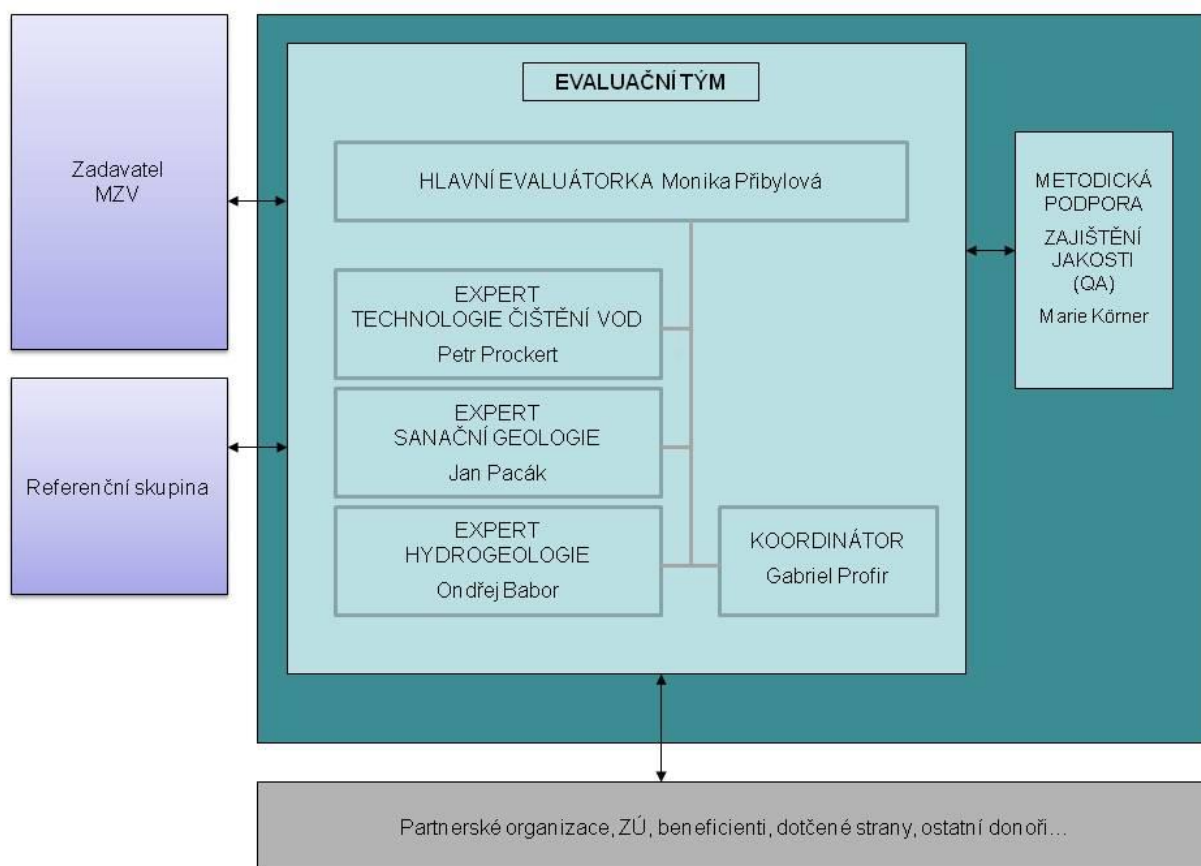 Zadavatel
MZV
Referenční skupina
EVALUAČNÍ TÝM
HLAVNÍ EVALUÁTORKA Monika Přibylová
EXPERT
TECHNOLOGIE ČIŠTĚNÍ VOD
Petr Prockert
EXPERT
SANAČNÍ GEOLOGIE
Jan Pacák
EXPERT
HYDROGEOLOGIE
Ondřej Babor
KOORDINÁTOR
Gabriel Profir
METODICKÁ
PODPORA
ZAJIŠTĚNÍ
JAKOSTI
(QA)
Marie Körner
Partnerské organizace, ZÚ, beneficienti, dotčené strany, ostatní donoři...